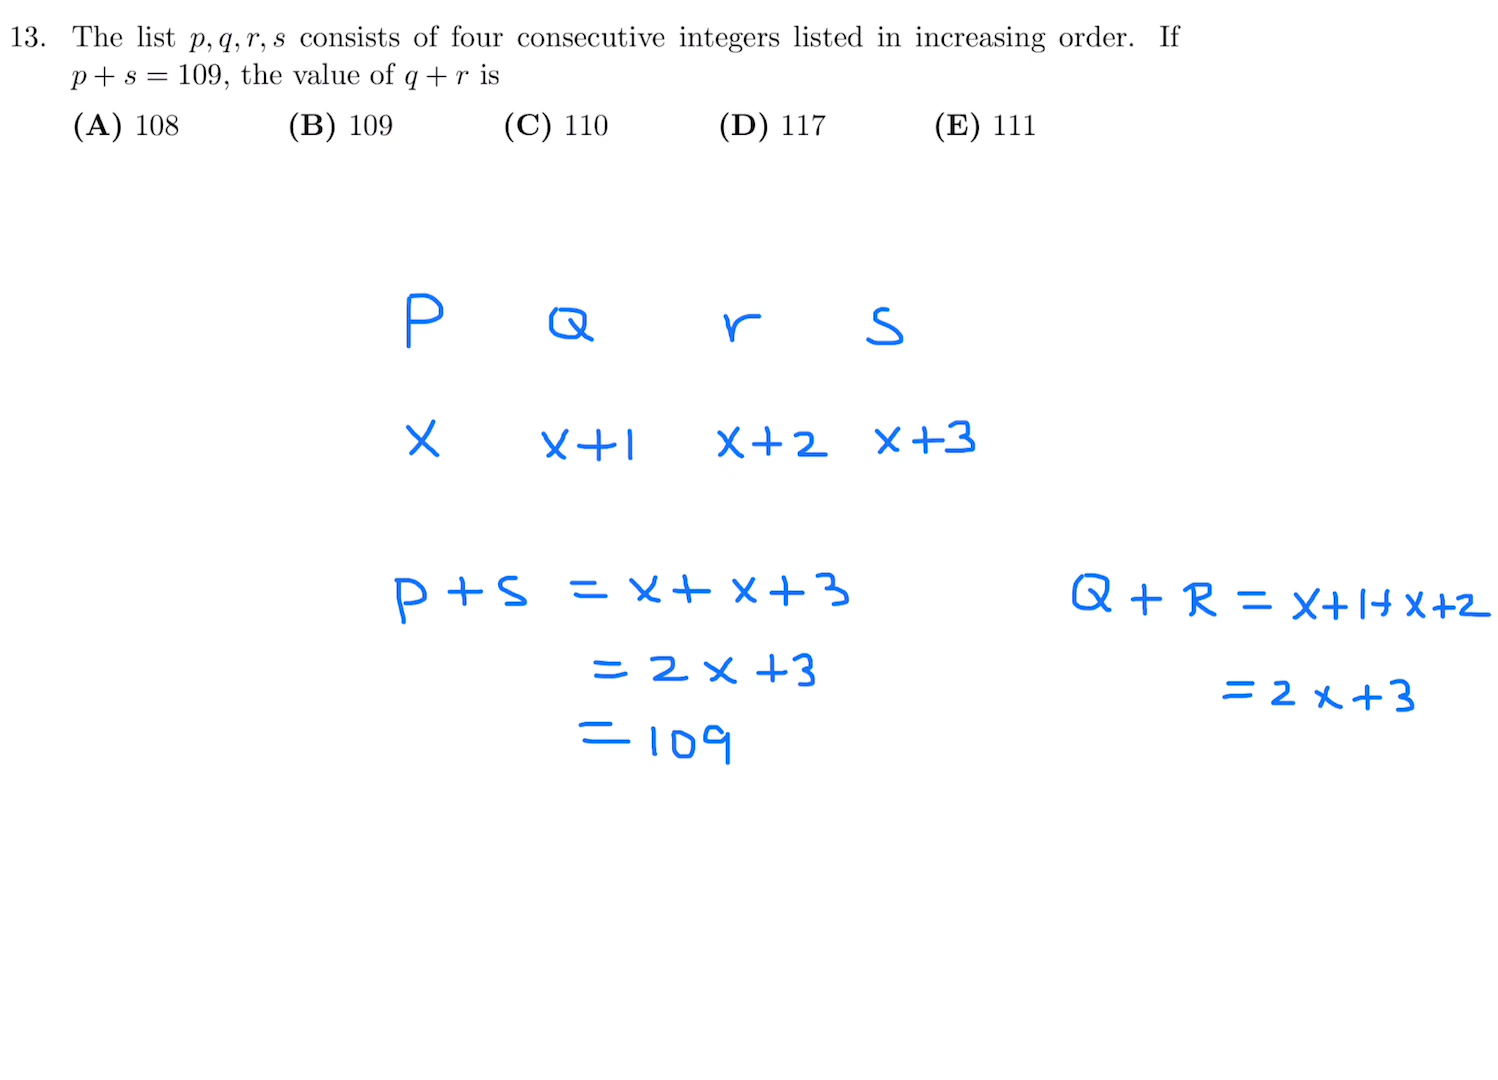 13. The list p, q, r, s consists of four consecutive integers listed in increasing order. If
p + s = 109, the value of q + r is
(A) 108 (B) 109 (C) 110 (D) 117 (E) 111
P Q r S
x x+1 x+2 x+3
p+s = x+x+3
= 2x+3
= 109
Q+R = x+1+x+2
= 2x+3